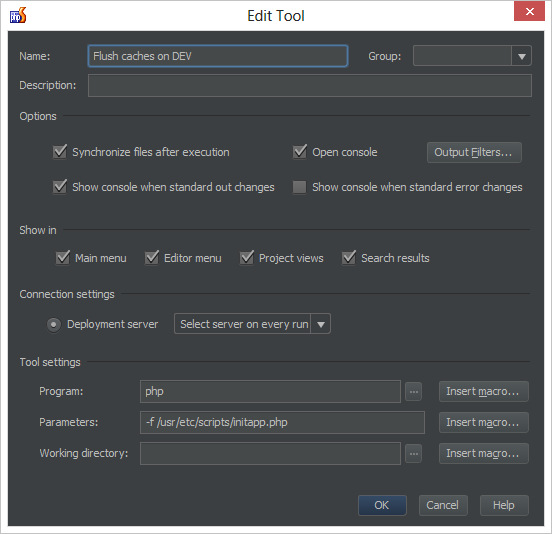 php
Edit Tool
Name: Flush caches on DEV Group:
Description:
Options
Synchronize files after execution Open console Output Filters...
Show console when standard out changes Show console when standard error changes
Show in
Main menu Editor menu Project views Search results
Connection settings
Deployment server Select server on every run
Tool settings
Program: php ... Insert macro...
Parameters: -f /usr/etc/scripts/initapp.php Insert macro...
Working directory: ... Insert macro...
OK Cancel Help